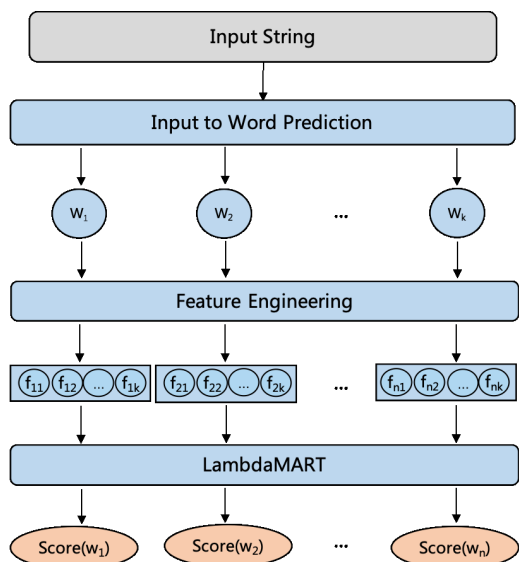 Input String
Input to Word Prediction
w₁ w₂ ... wₖ
Feature Engineering
f₁₁ f₁₂ ... f₁ₖ f₂₁ f₂₂ ... f₂ₖ ... fₙ₁ fₙ₂ ... fₙₖ
LambdaMART
Score(w₁) Score(w₂) ... Score(wₙ)